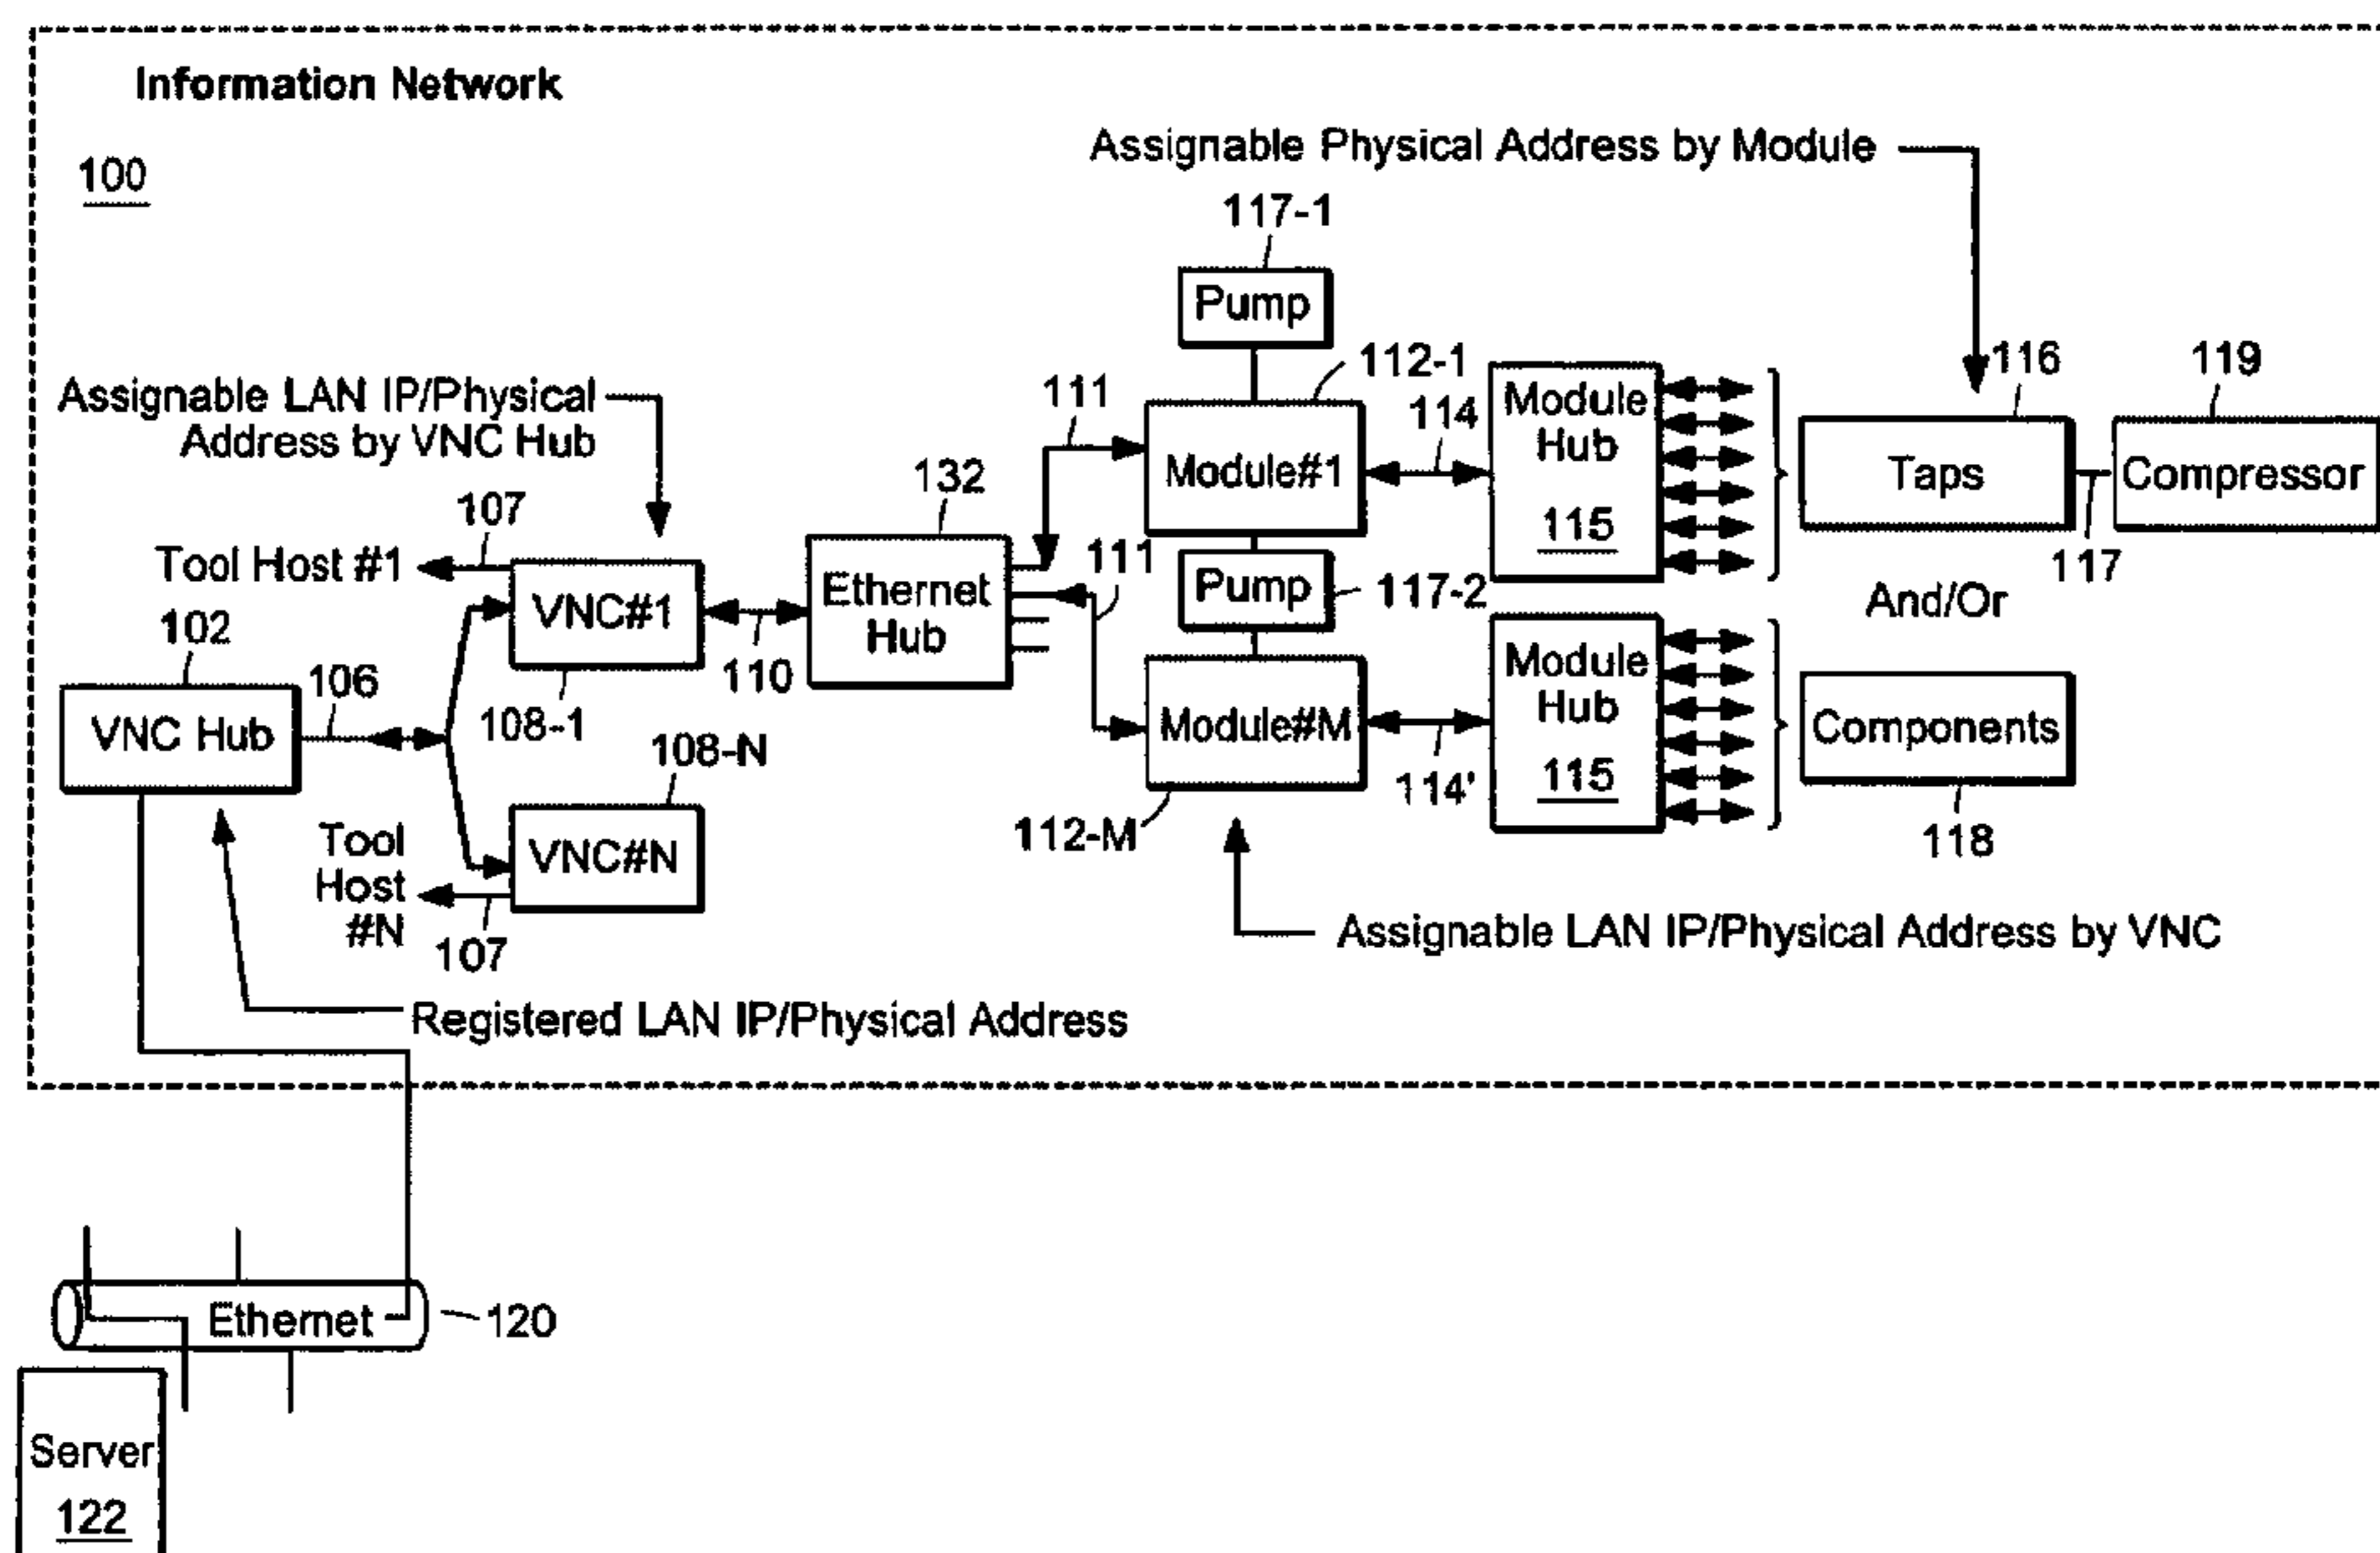 Information Network
100
Assignable Physical Address by Module
117-1
Pump
Assignable LAN IP/Physical
Address by VNC Hub
111
112-1
114
Module
Hub
115
116
119
Module#1
Taps
Compressor
117
107
132
Tool Host #1
VNC#1
Ethernet
Hub
111
Pump
117-2
And/Or
102
106
110
108-1
VNC Hub
108-N
Module#M
114'
Module
Hub
115
Components
118
112-M
Tool
Host
#N
VNC#N
107
Assignable LAN IP/Physical Address by VNC
Registered LAN IP/Physical Address
Ethernet
120
Server
122